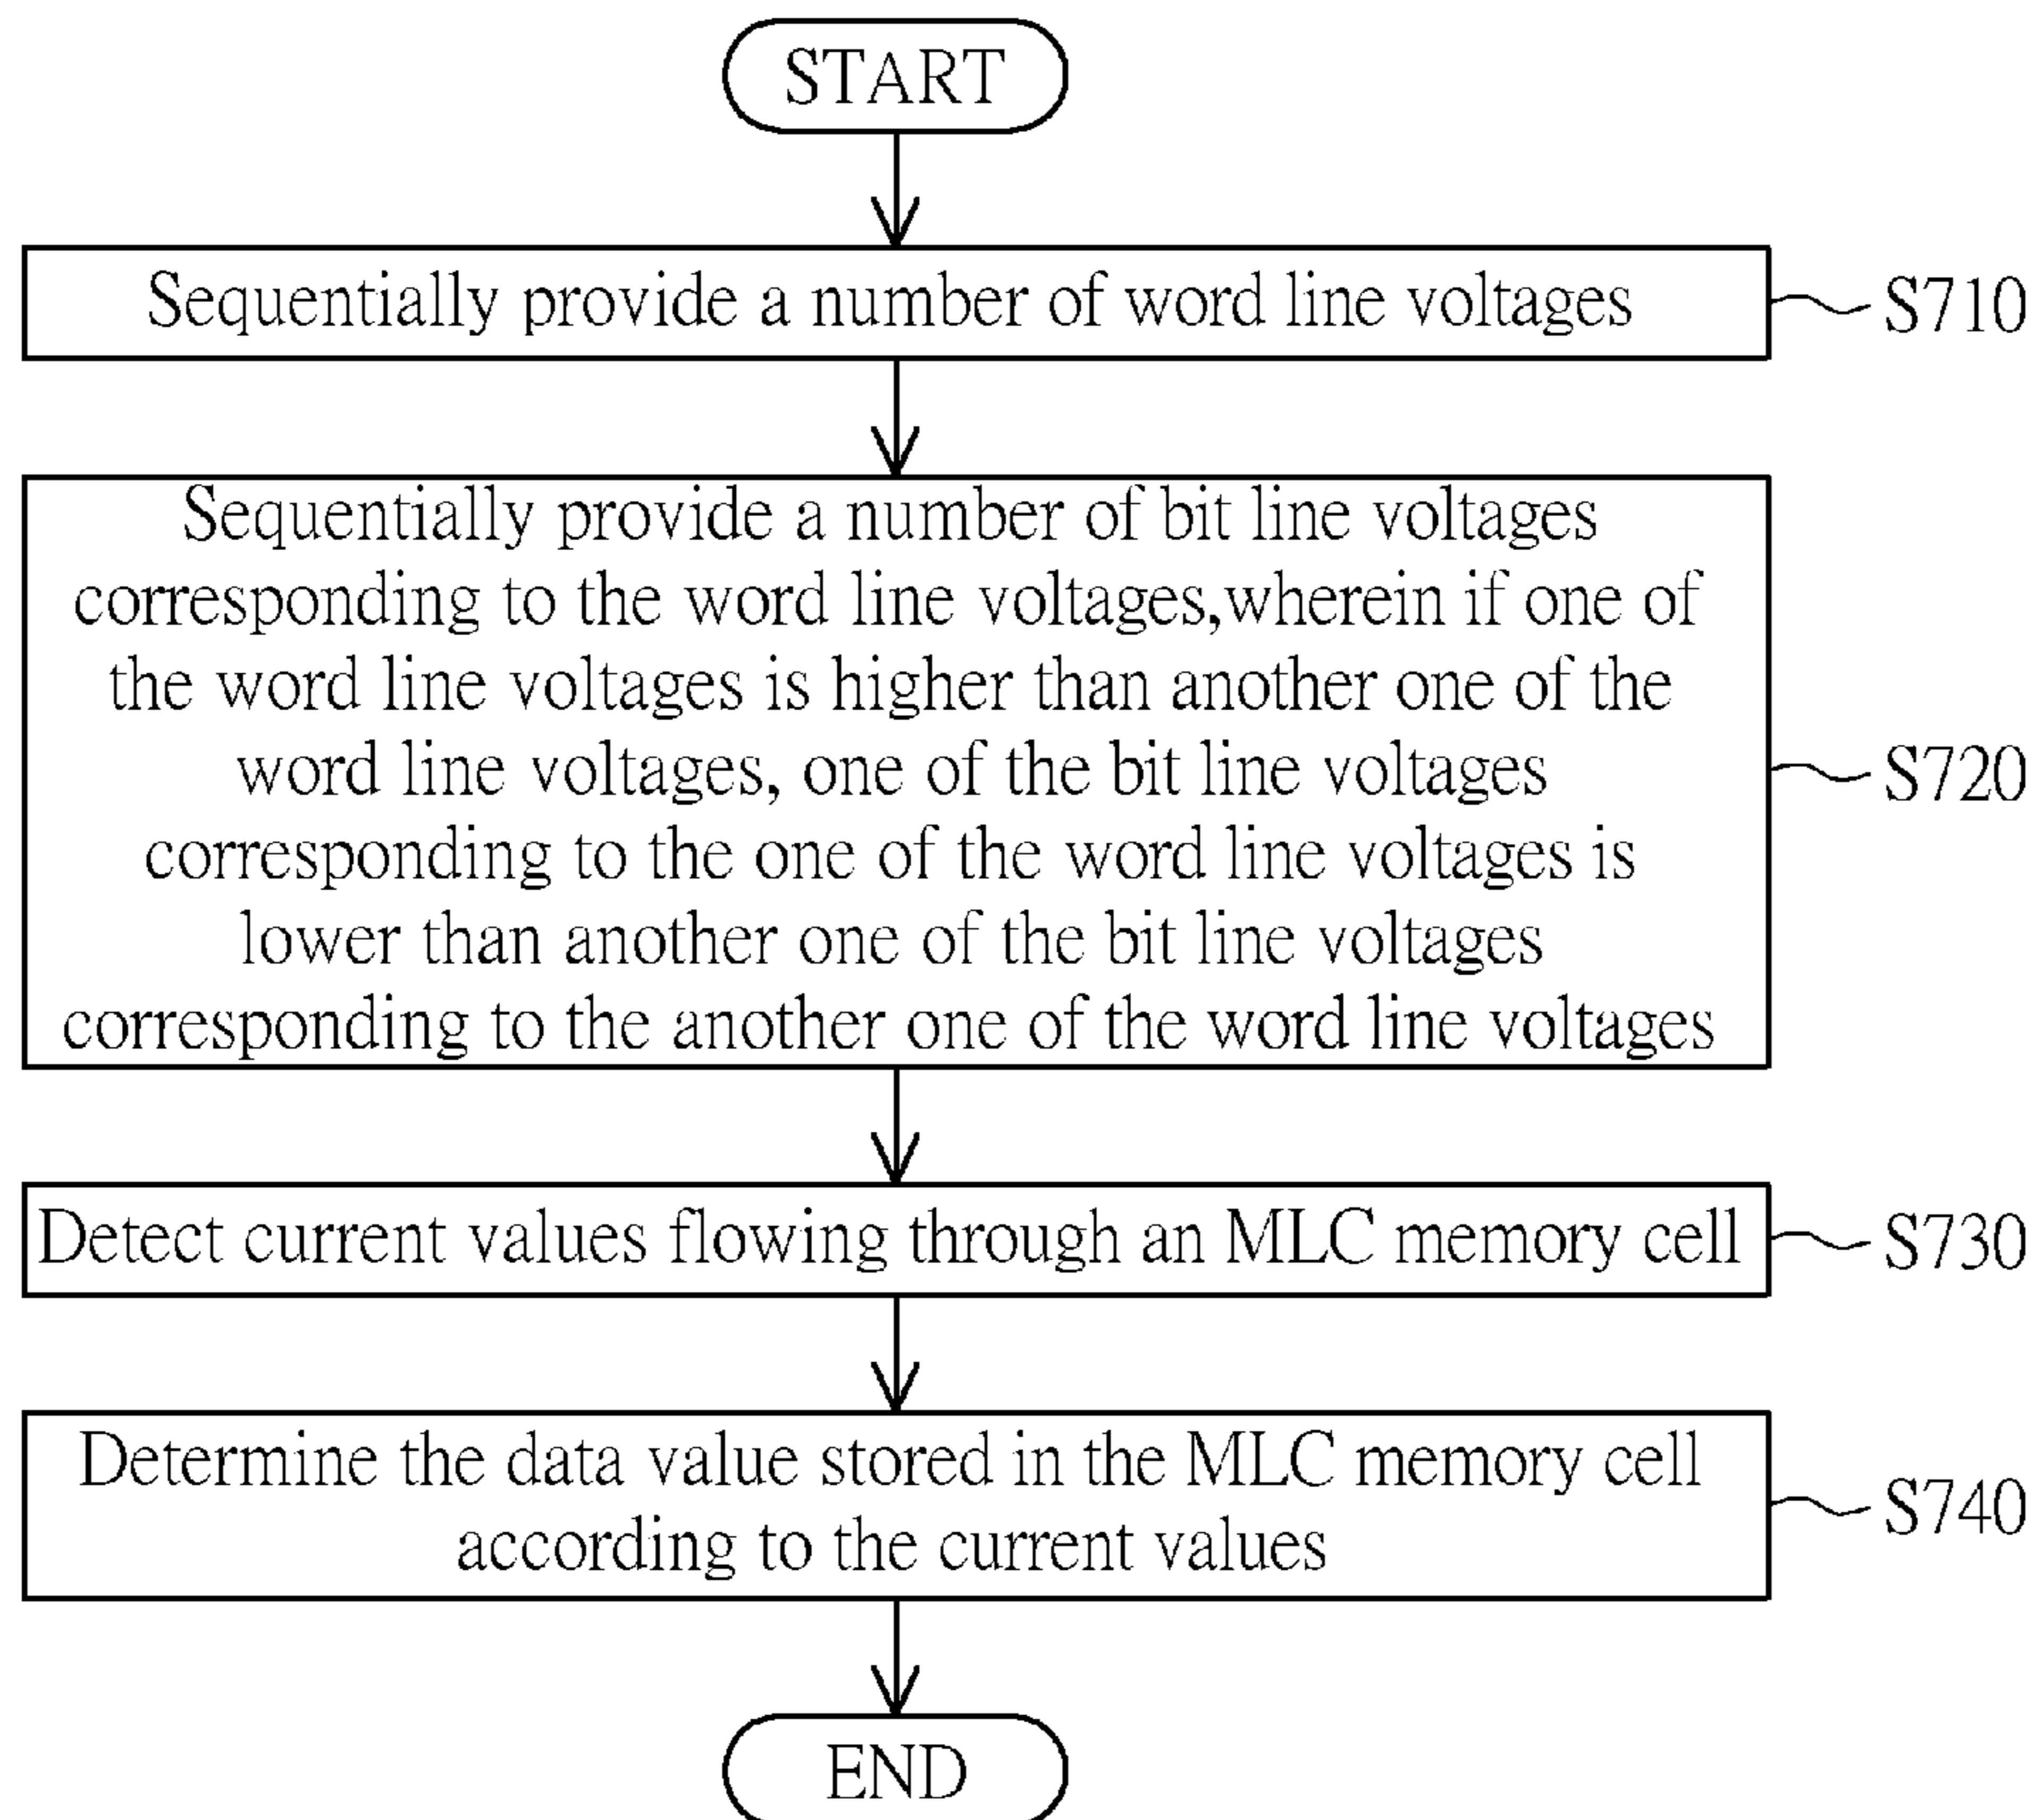 START
Sequentially provide a number of word line voltages
S710
Sequentially provide a number of bit line voltages
corresponding to the word line voltages,wherein if one of
the word line voltages is higher than another one of the
word line voltages, one of the bit line voltages
corresponding to the one of the word line voltages is
lower than another one of the bit line voltages
corresponding to the another one of the word line voltages
S720
Detect current values flowing through an MLC memory cell
S730
Determine the data value stored in the MLC memory cell
according to the current values
S740
END